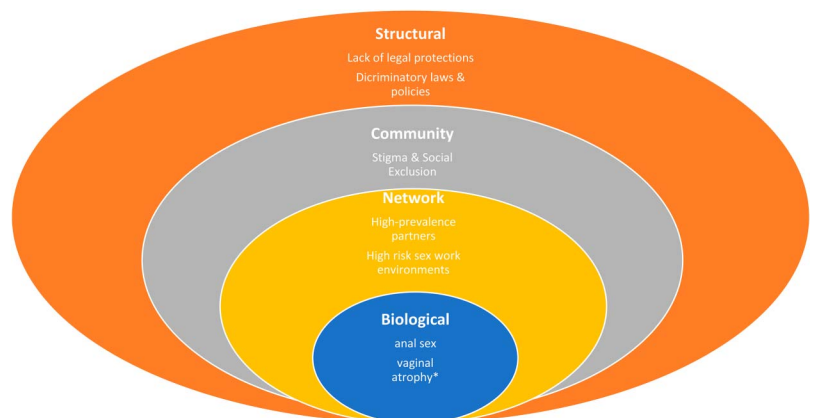 Structural
Lack of legal protections
Dicriminatory laws &
policies
Community
Stigma & Social
Exclusion
Network
High-prevalence
partners
High risk sex work
environments
Biological
anal sex
vaginal
atrophy*